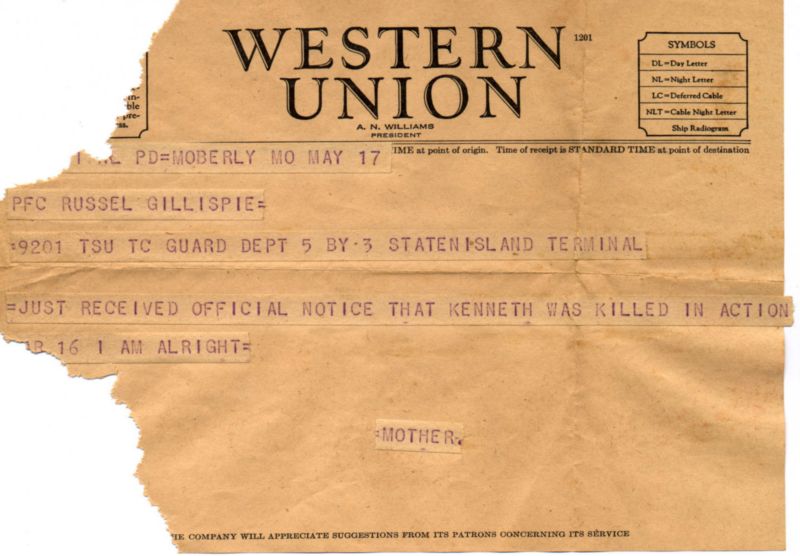 WESTERN
UNION
1201
A. N. WILLIAMS
PRESIDENT
SYMBOLS
DL=Day Letter
NL=Night Letter
LC=Deferred Cable
NLT=Cable Night Letter
Ship Radiogram
TIME at point of origin. Time of receipt is STANDARD TIME at point of destination
PD=MOBERLY MO MAY 17
PFC RUSSEL GILLISPIE=
=9201 TSU TC GUARD DEPT 5 BY 3 STATENISLAND TERMINAL
=JUST RECEIVED OFFICIAL NOTICE THAT KENNETH WAS KILLED IN ACTION
16 I AM ALRIGHT=
=MOTHER.
THE COMPANY WILL APPRECIATE SUGGESTIONS FROM ITS PATRONS CONCERNING ITS SERVICE